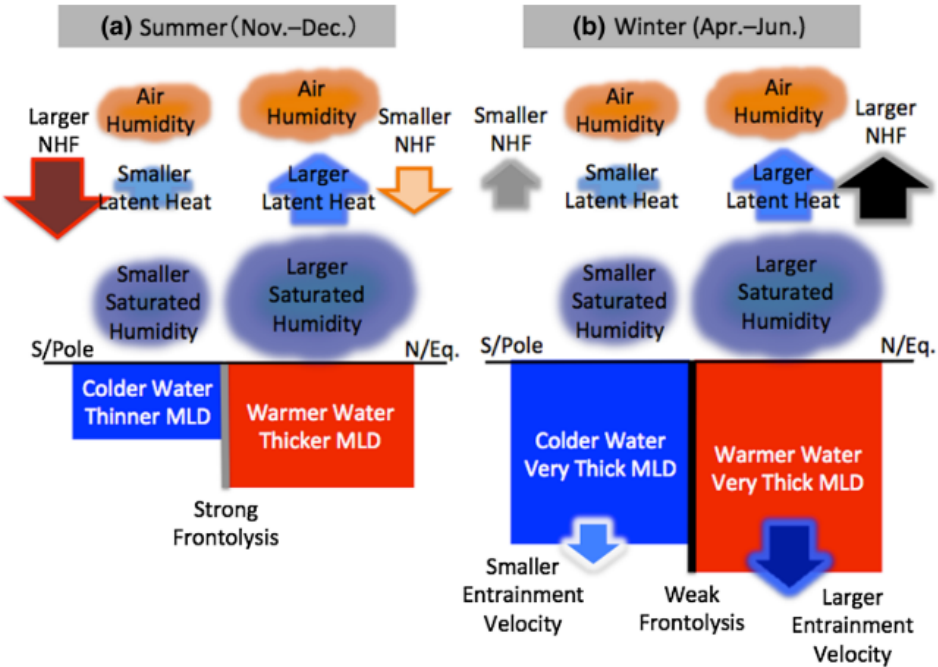 (a) Summer(Nov.–Dec.)
Larger
NHF
Air
Humidity
Air
Humidity
Smaller
NHF
Smaller
Latent Heat
Larger
Latent Heat
Smaller
Saturated
Humidity
Larger
Saturated
Humidity
S/Pole
N/Eq.
Colder Water
Thinner MLD
Warmer Water
Thicker MLD
Strong
Frontolysis
(b) Winter (Apr.–Jun.)
Smaller
NHF
Air
Humidity
Air
Humidity
Larger
NHF
Smaller
Latent Heat
Larger
Latent Heat
Smaller
Saturated
Humidity
Larger
Saturated
Humidity
S/Pole
N/Eq.
Colder Water
Very Thick MLD
Warmer Water
Very Thick MLD
Smaller
Entrainment
Velocity
Weak
Frontolysis
Larger
Entrainment
Velocity